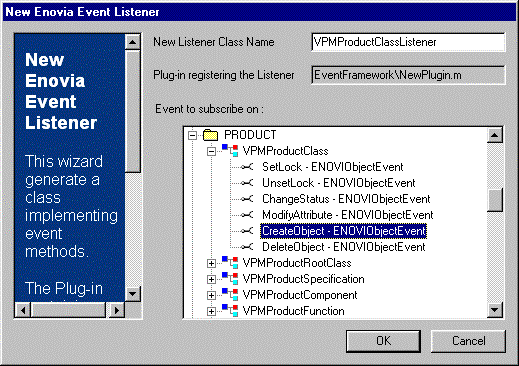 New Enovia Event Listener
New
Enovia
Event
Listener
This wizard
generate a
class
implementing
event
methods.
The Plug-in
New Listener Class Name
VPMProductClassListener
Plug-in registering the Listener
EventFramework\NewPlugin.m
Event to subscribe on :
PRODUCT
VPMProductClass
SetLock - ENOVIObjectEvent
UnsetLock - ENOVIObjectEvent
ChangeStatus - ENOVIObjectEvent
ModifyAttribute - ENOVIObjectEvent
CreateObject - ENOVIObjectEvent
DeleteObject - ENOVIObjectEvent
VPMProductRootClass
VPMProductSpecification
VPMProductComponent
VPMProductFunction
OK
Cancel